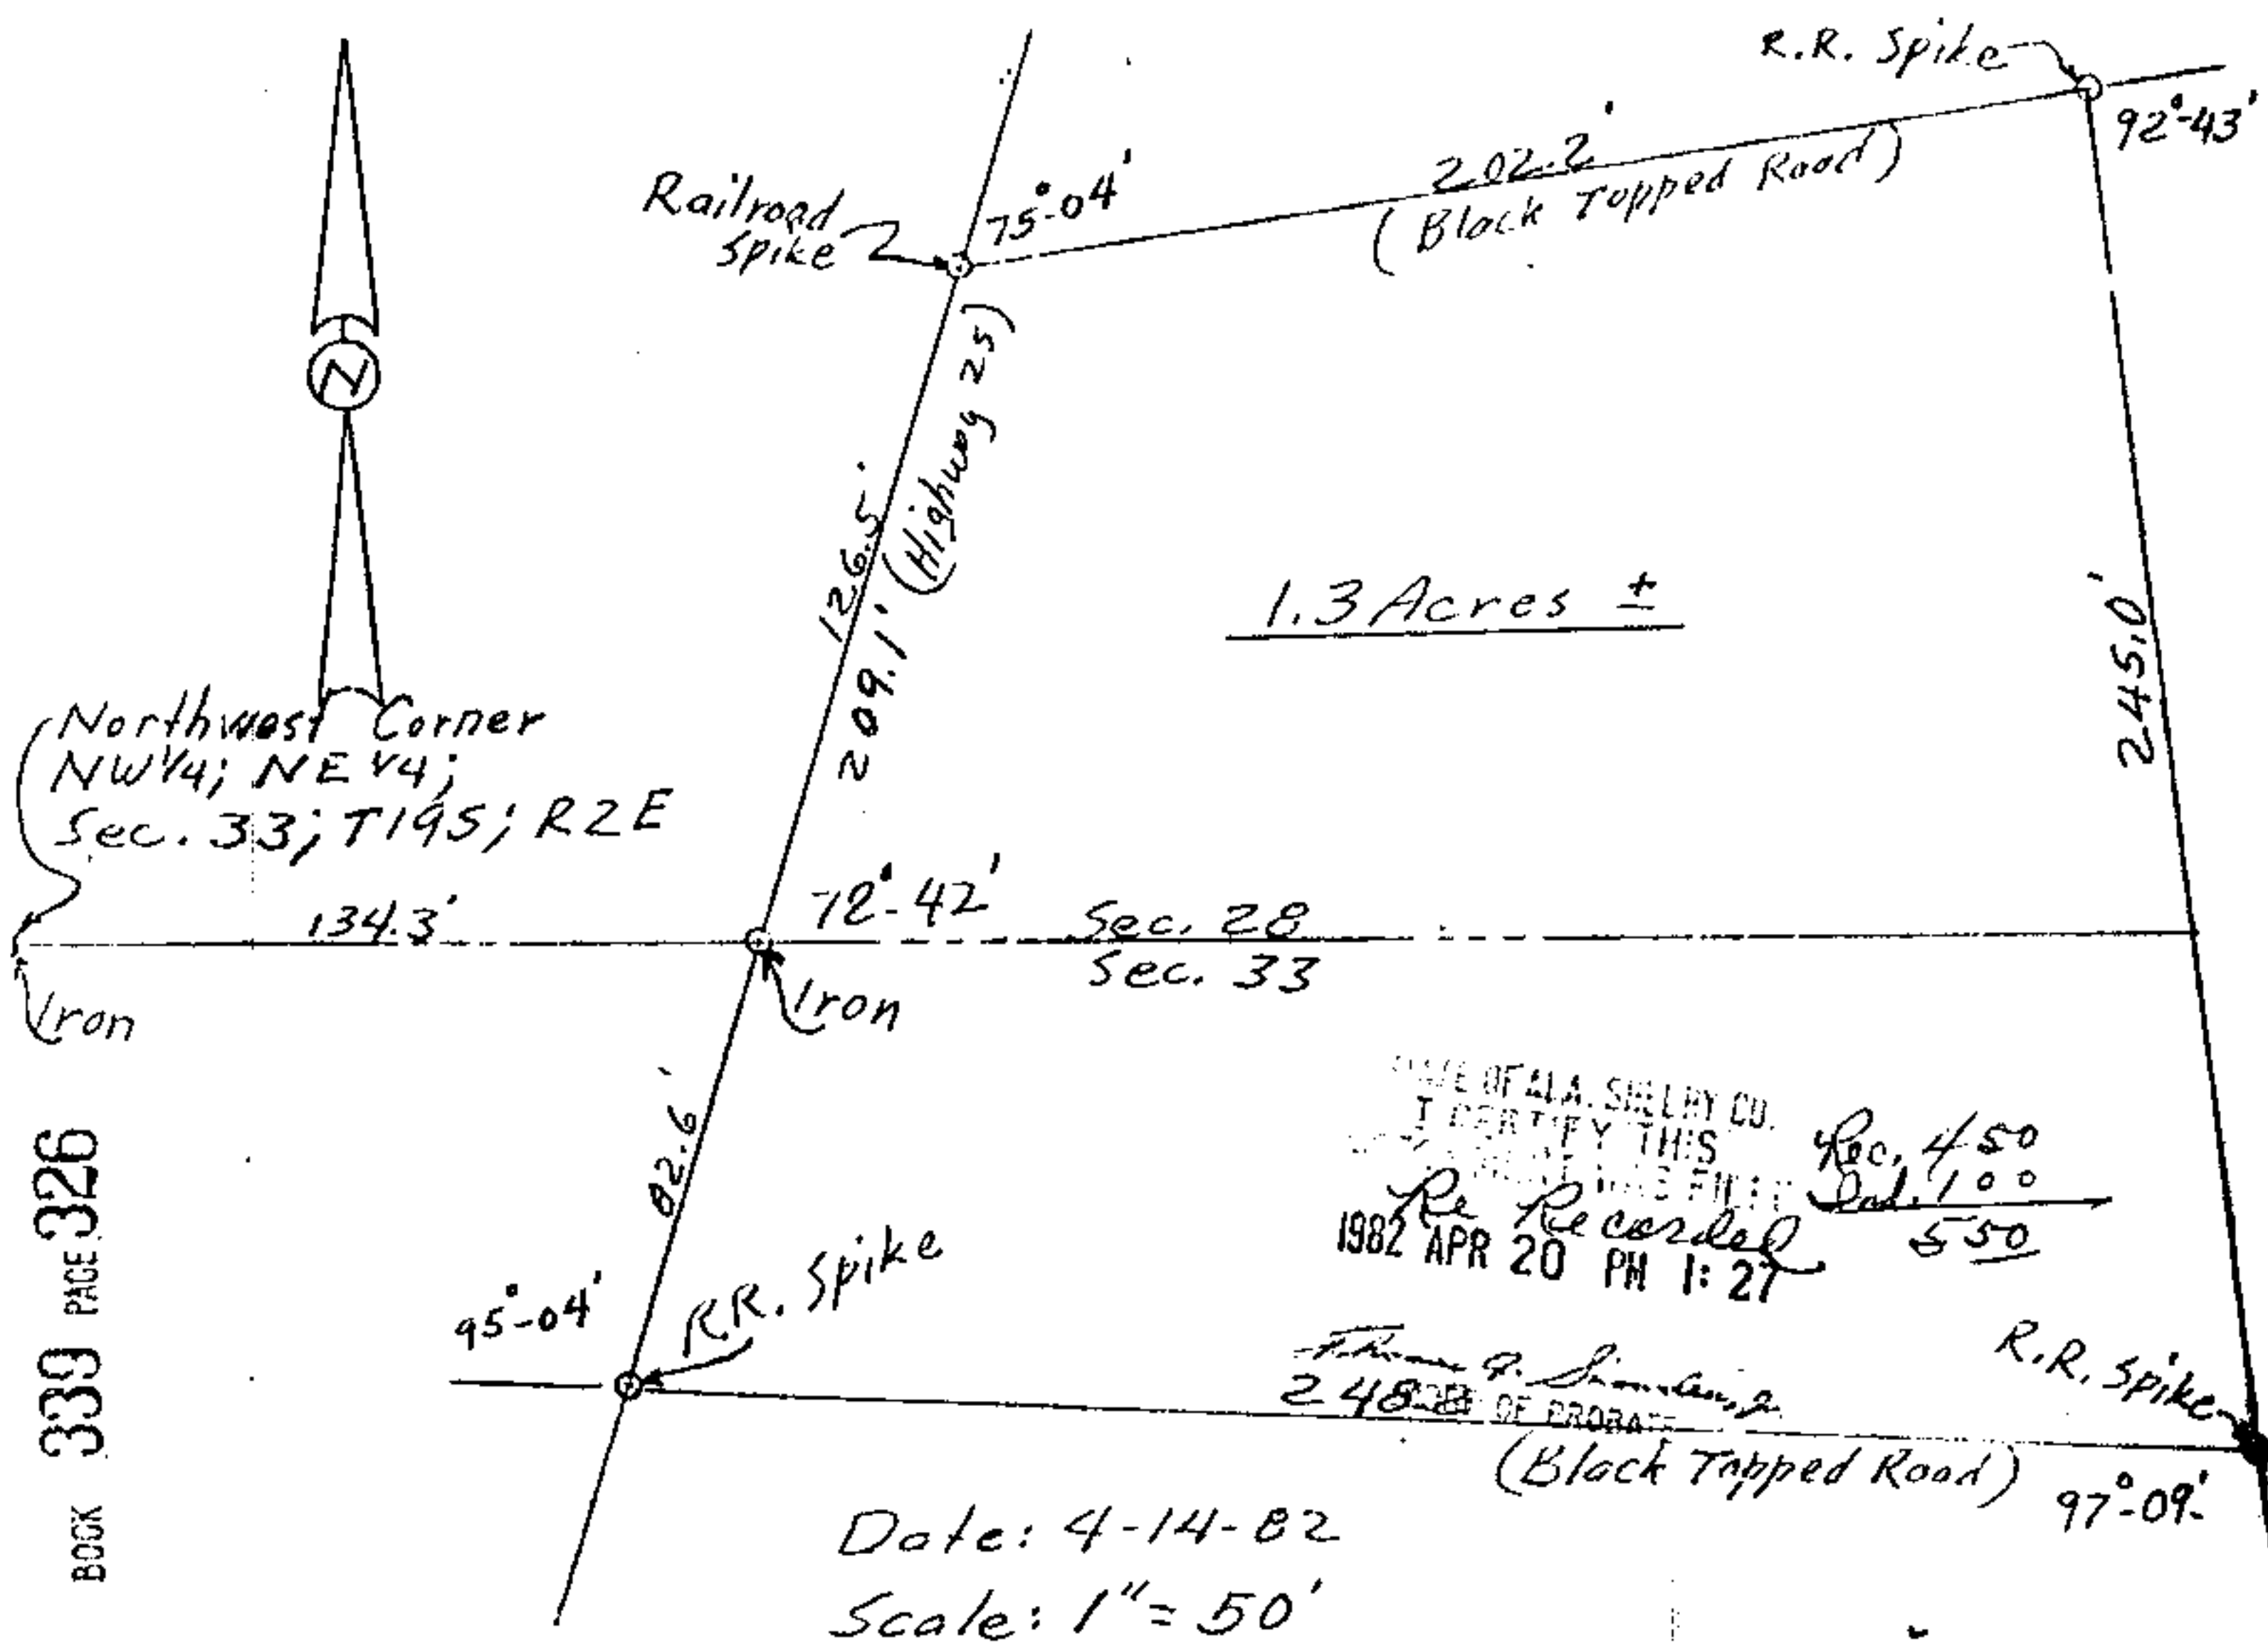 R.R. Spike
92°-43'
202.2'
(Black Topped Road)
75°-04'
Railroad
Spike
(Highway 25)
126.5'
209.1'
1.3 Acres ±
245.0'
N
Northwest Corner
NW1/4; NE1/4;
Sec. 33; T19S; R2E
134.3'
72°-42'
Sec. 28
Sec. 33
Iron
Iron
82.6'
OF ALA. SHELBY CO.
I CERTIFY THIS
Rec. 4 50
1 00
5 50
Re Recorded
1982 APR 20 PM 1:27
95°-04'
R.R. Spike
R.R. Spike
OF PROBATE
(Black Topped Road)
97°-09'
Date: 4-14-82
Scale: 1"= 50'
BOOK 339 PAGE 326